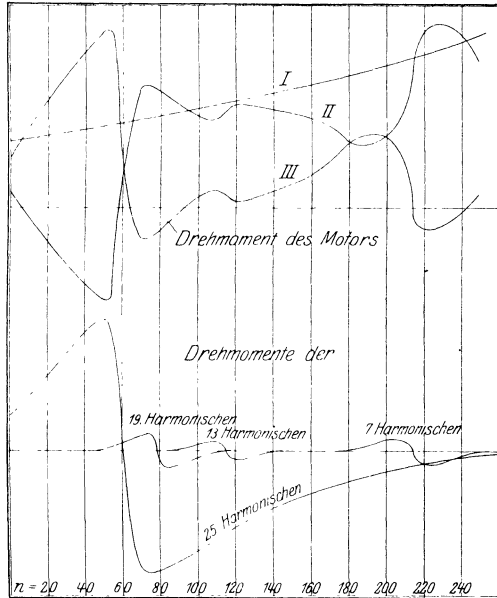 I
II
III
Drehmoment des Motors
Drehmomente der
19. Harmonischen
13 Harmonischen
7 Harmonischen
25 Harmonischen
n = 20 40 60 80 100 120 140 160 180 200 220 240